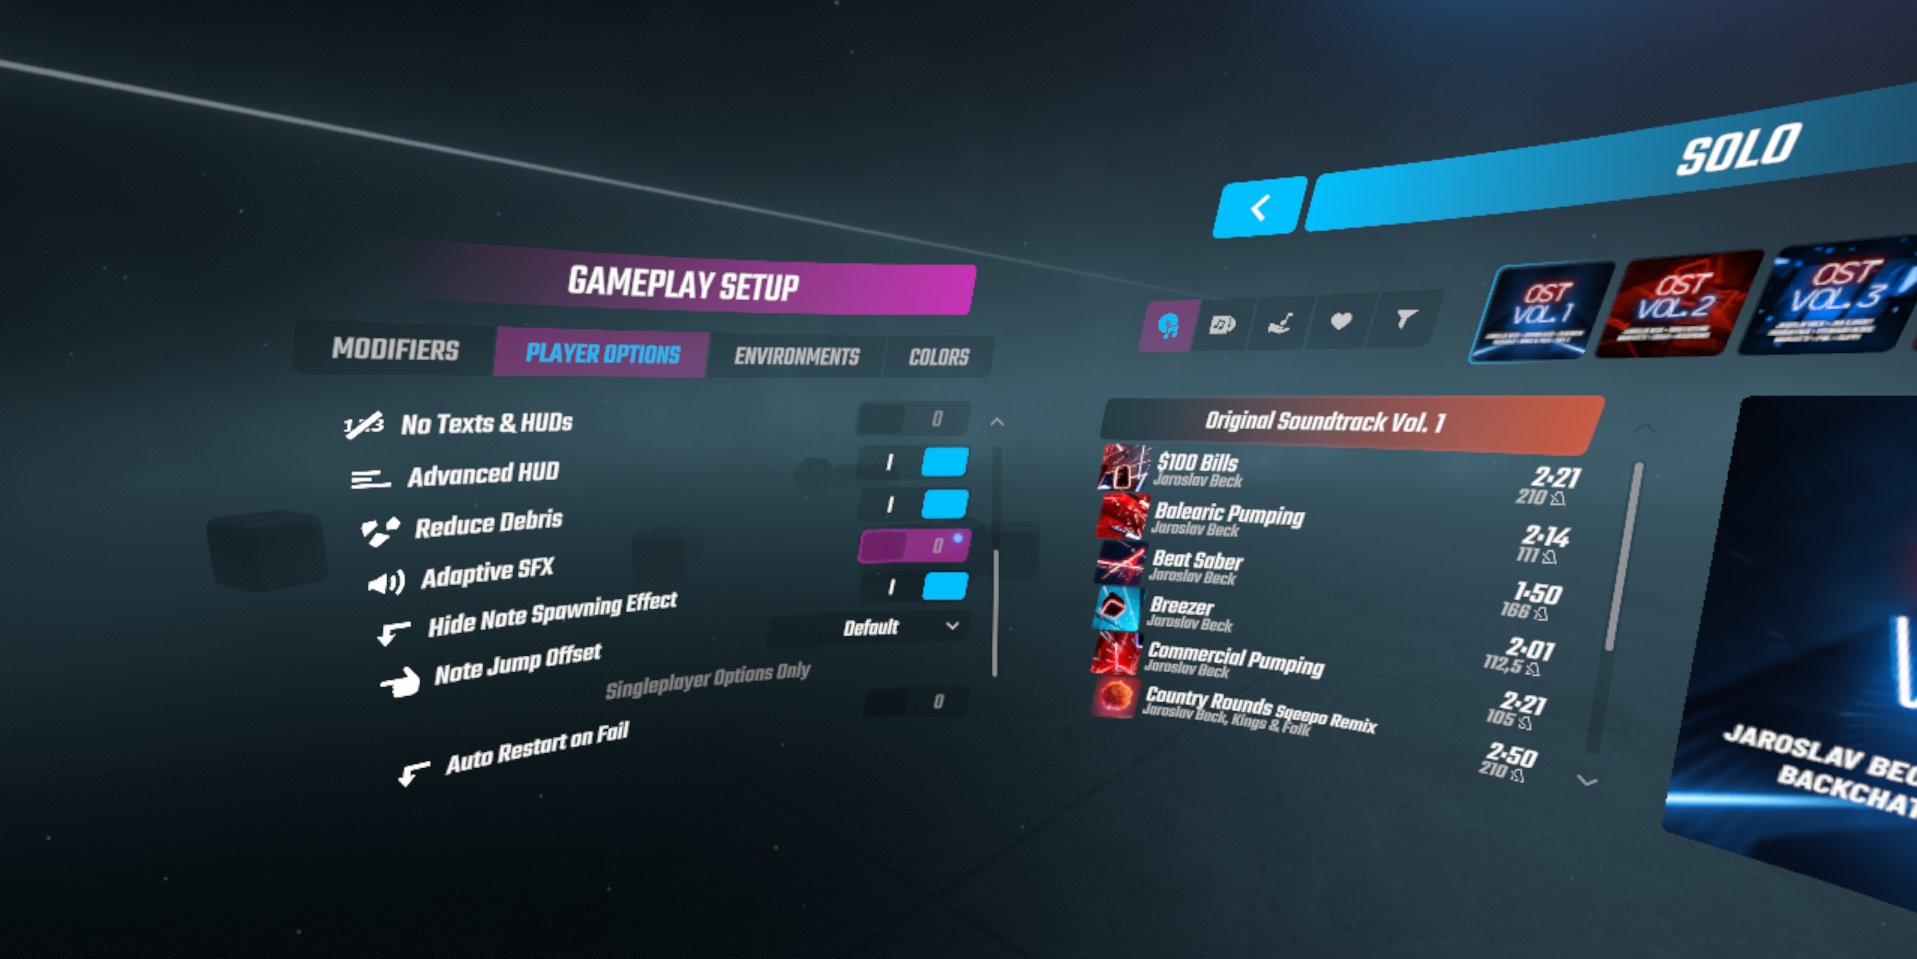 SOLO
GAMEPLAY SETUP
MODIFIERS
PLAYER OPTIONS
ENVIRONMENTS
COLORS
No Texts & HUDs
0
Advanced HUD
I
Reduce Debris
I
Adaptive SFX
0
Hide Note Spawning Effect
I
Note Jump Offset
Default
Singleplayer Options Only
0
Auto Restart on Fail
OST
VOL. 1
OST
VOL. 2
OST
VOL. 3
Original Soundtrack Vol. 1
$100 Bills
Jaroslav Beck
2:21
210
Balearic Pumping
Jaroslav Beck
2:14
111
Beat Saber
Jaroslav Beck
1:50
166
Breezer
Jaroslav Beck
2:01
112,5
Commercial Pumping
Jaroslav Beck
2:21
105
Country Rounds Sqeepo Remix
Jaroslav Beck, Kings & Folk
2:50
210
JAROSLAV BEC
BACKCHAT